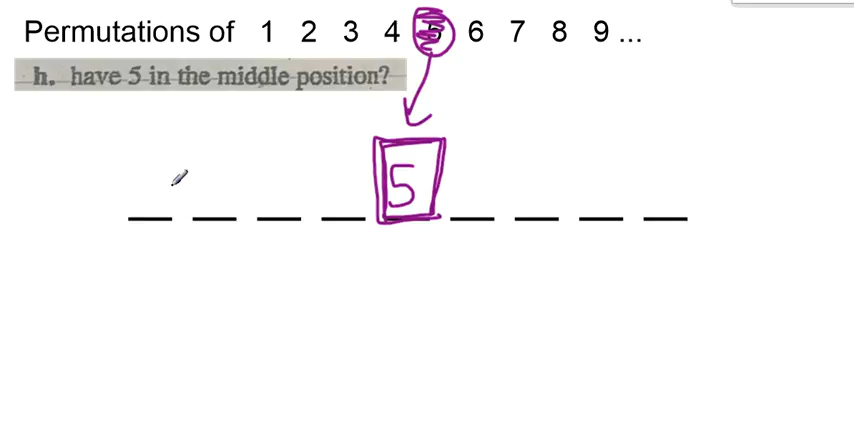 Permutations of 1 2 3 4 5 6 7 8 9 ...
h. have 5 in the middle position?
5